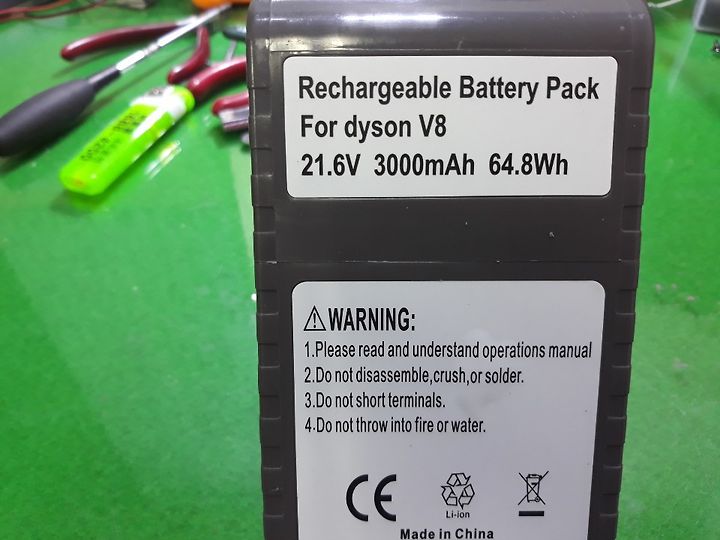 Rechargeable Battery Pack
For dyson V8
21.6V 3000mAh 64.8Wh
⚠WARNING:
1.Please read and understand operations manual
2.Do not disassemble,crush,or solder.
3.Do not short terminals.
4.Do not throw into fire or water.
CE
Li-ion
Made in China